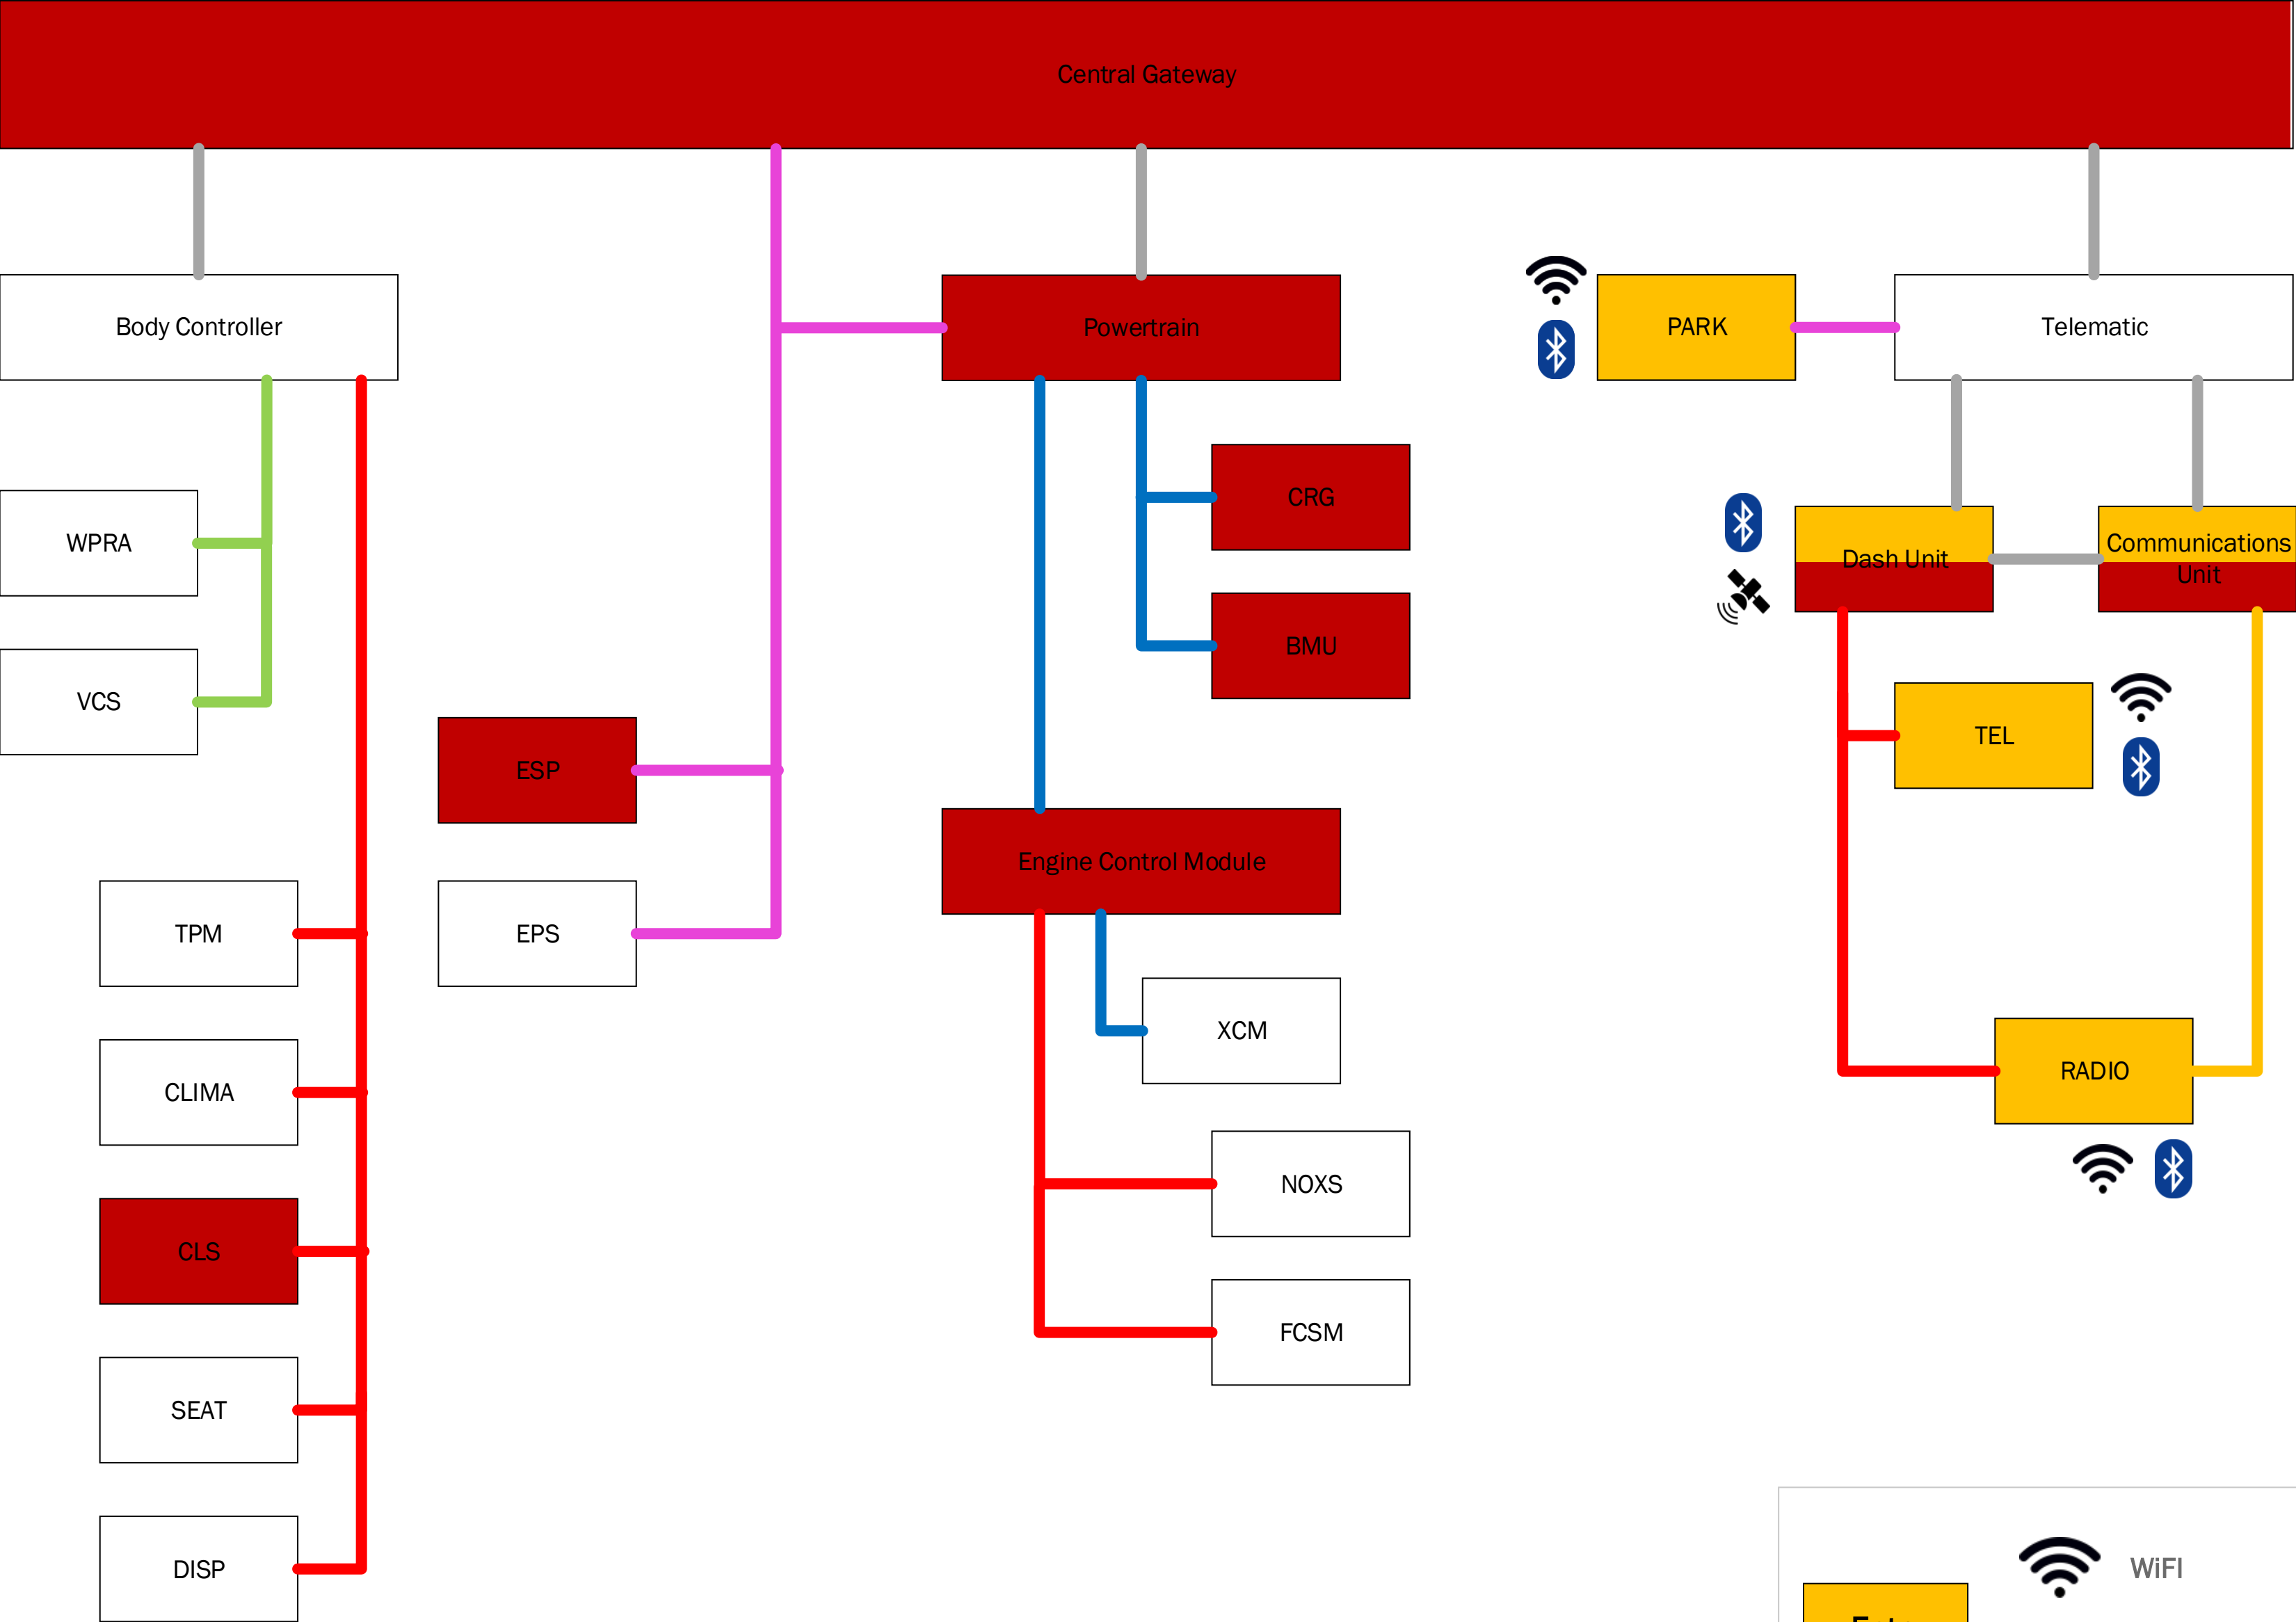 Central Gateway
Body Controller
Powertrain
PARK
Telematic
CRG
WPRA
Dash Unit
Communications
Unit
BMU
VCS
TEL
ESP
Engine Control Module
TPM
EPS
XCM
RADIO
CLIMA
NOXS
CLS
FCSM
SEAT
DISP
WiFI